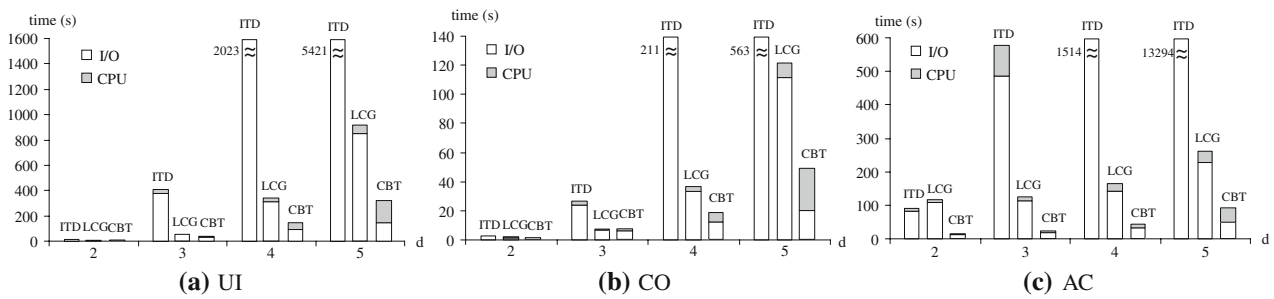 time (s)
1600
1400
1200
1000
800
600
400
200
0
I/O
CPU
ITD
LCG
CBT
ITD
LCG
CBT
ITD
2023
LCG
CBT
ITD
5421
LCG
CBT
2
3
4
5
d
(a) UI
time (s)
140
120
100
80
60
40
20
0
I/O
CPU
ITD
LCG
CBT
ITD
LCG
CBT
ITD
211
LCG
CBT
ITD
563
LCG
CBT
2
3
4
5
d
(b) CO
time (s)
600
500
400
300
200
100
0
I/O
CPU
ITD
LCG
CBT
ITD
LCG
CBT
ITD
1514
LCG
CBT
ITD
13294
LCG
CBT
2
3
4
5
d
(c) AC